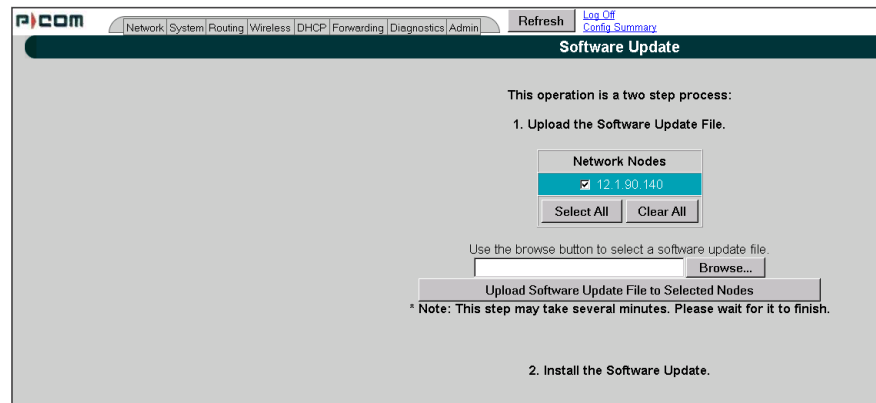 P COM
Network System Routing Wireless DHCP Forwarding Diagnostics Admin Refresh Log Off
Config Summary
Software Update
This operation is a two step process:
1. Upload the Software Update File.
Network Nodes
12.1.90.140
Select All Clear All
Use the browse button to select a software update file.
Browse...
Upload Software Update File to Selected Nodes
* Note: This step may take several minutes. Please wait for it to finish.
2. Install the Software Update.